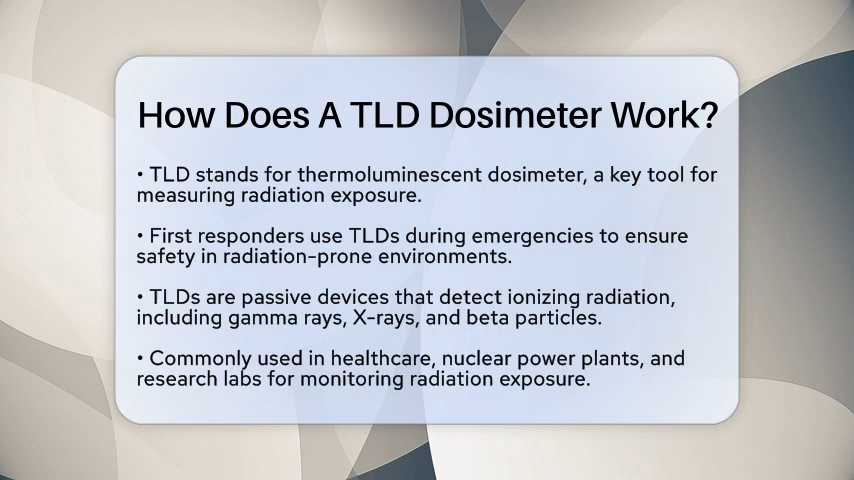 How Does A TLD Dosimeter Work?
• TLD stands for thermoluminescent dosimeter, a key tool for
measuring radiation exposure.
• First responders use TLDs during emergencies to ensure
safety in radiation-prone environments.
• TLDs are passive devices that detect ionizing radiation,
including gamma rays, X-rays, and beta particles.
• Commonly used in healthcare, nuclear power plants, and
research labs for monitoring radiation exposure.